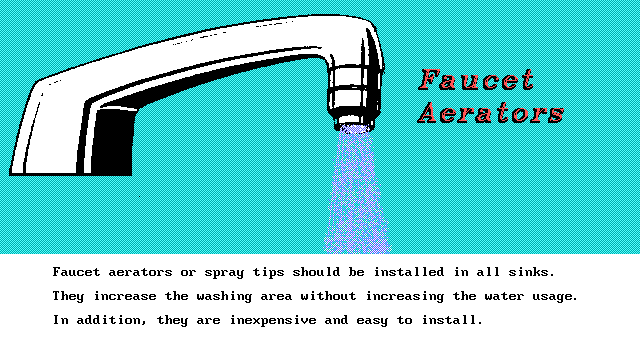 Faucet
Aerators
Faucet aerators or spray tips should be installed in all sinks.
They increase the washing area without increasing the water usage.
In addition, they are inexpensive and easy to install.